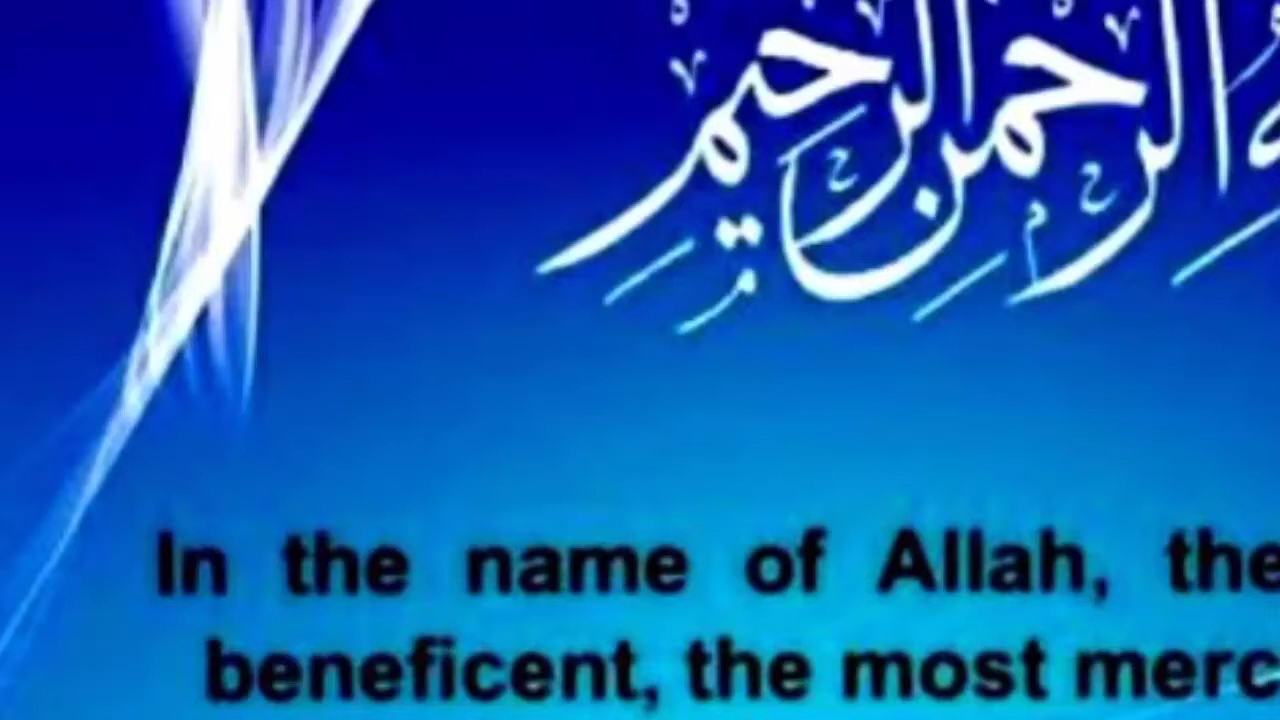 الرحمن الرحيم
In the name of Allah, the
beneficent, the most merc